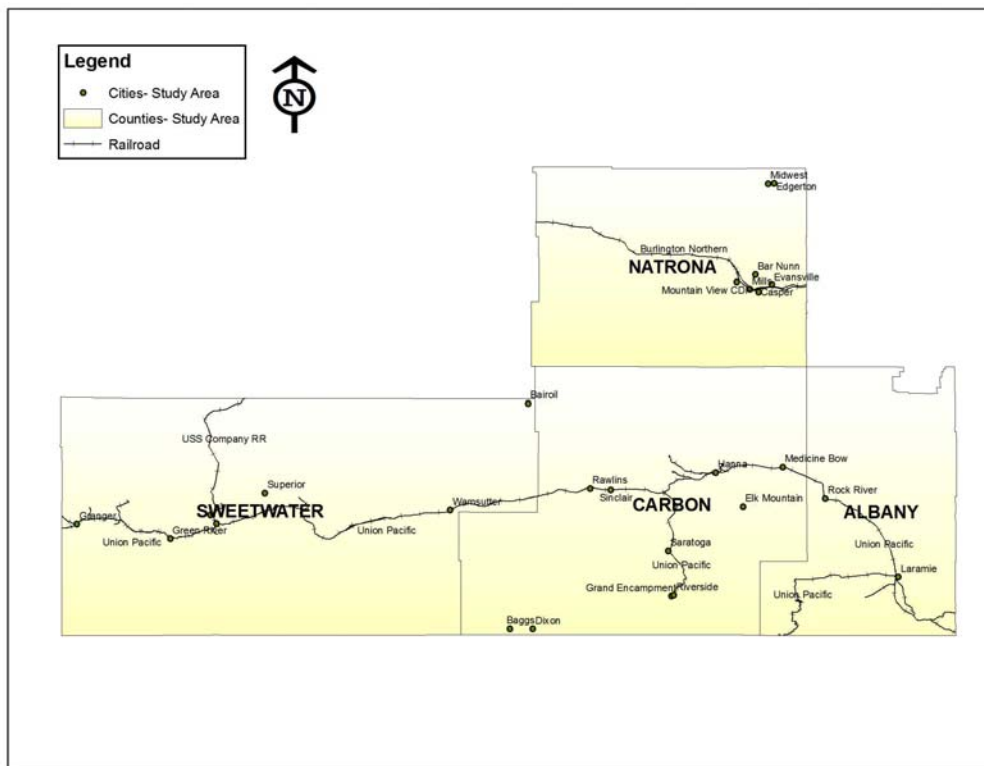 Legend
Cities- Study Area
Counties- Study Area
Railroad
N
Midwest
Edgerton
Burlington Northern
NATRONA
Bar Nunn
Evansville
Mills
Mountain View CDP
Casper
Bairoil
USS Company RR
Superior
SWEETWATER
Granger
Green River
Union Pacific
Union Pacific
Wamsutter
Rawlins
Sinclair
Hanna
Medicine Bow
CARBON
Elk Mountain
Rock River
ALBANY
Saratoga
Union Pacific
Union Pacific
Laramie
Grand Encampment
Riverside
Union Pacific
Baggs
Dixon